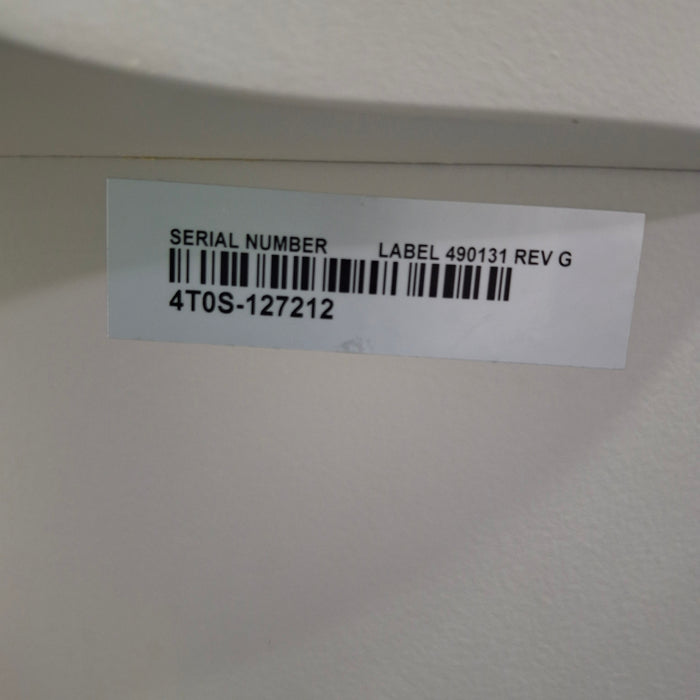 SERIAL NUMBER LABEL 490131 REV G
4T0S-127212